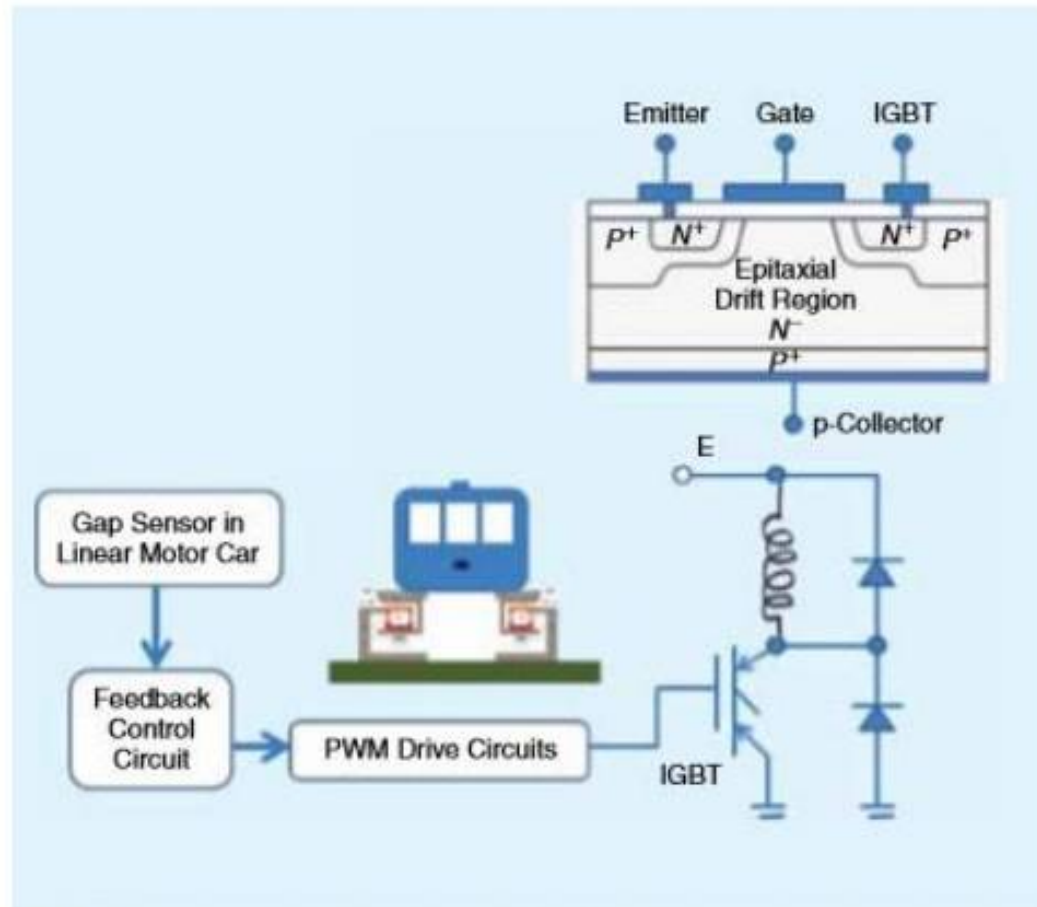 Emitter Gate IGBT
P⁺ N⁺ N⁺ P⁺
Epitaxial
Drift Region
N⁻
P⁺
p-Collector
E
Gap Sensor in
Linear Motor Car
Feedback
Control
Circuit
PWM Drive Circuits
IGBT